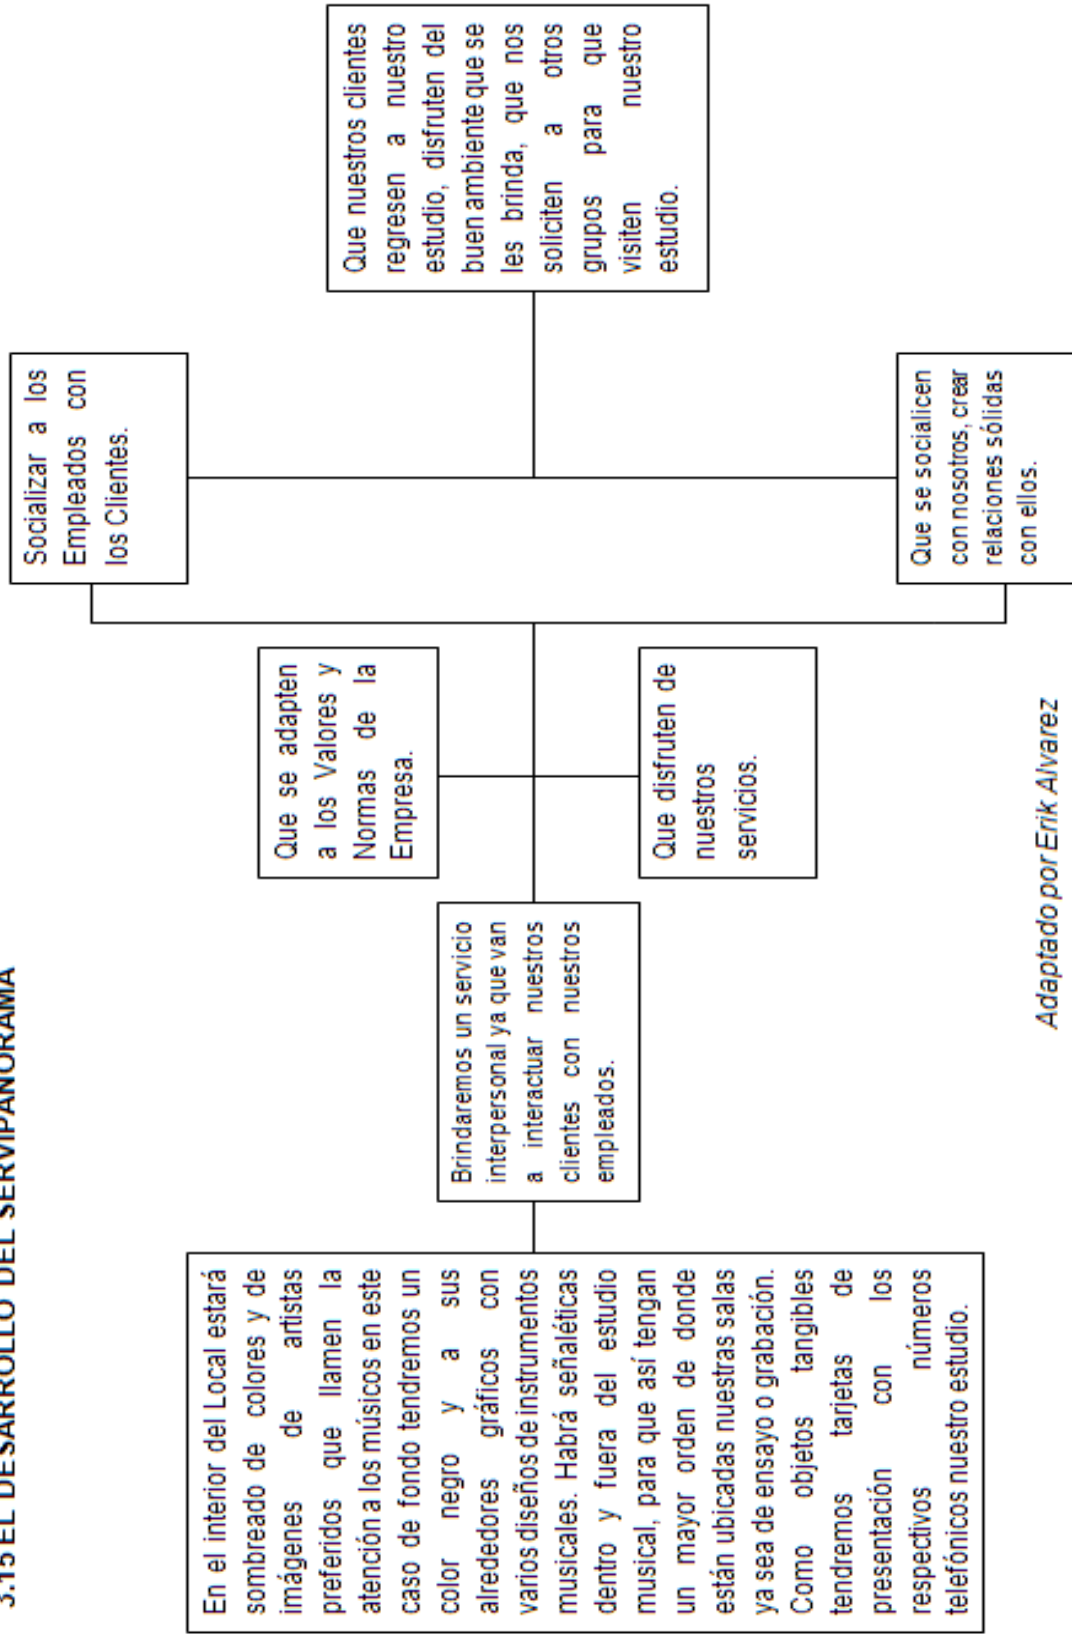 3.15 EL DESARROLLO DEL SERVIPANORAMA
En el interior del Local estará
sombreado de colores y de
imágenes de artistas
preferidos que llamen la
atención a los músicos en este
caso de fondo tendremos un
color negro y a sus
alrededores gráficos con
varios diseños de instrumentos
musicales. Habrá señaléticas
dentro y fuera del estudio
musical, para que así tengan
un mayor orden de donde
están ubicadas nuestras salas
ya sea de ensayo o grabación.
Como objetos tangibles
tendremos tarjetas de
presentación con los
respectivos números
telefónicos nuestro estudio.
Brindaremos un servicio
interpersonal ya que van
a interactuar nuestros
clientes con nuestros
empleados.
Que se adapten
a los Valores y
Normas de la
Empresa.
Que disfruten de
nuestros
servicios.
Socializar a los
Empleados con
los Clientes.
Que se socialicen
con nosotros, crear
relaciones sólidas
con ellos.
Que nuestros clientes
regresen a nuestro
estudio, disfruten del
buen ambiente que se
les brinda, que nos
soliciten a otros
grupos para que
visiten nuestro
estudio.
Adaptado por Erik Alvarez